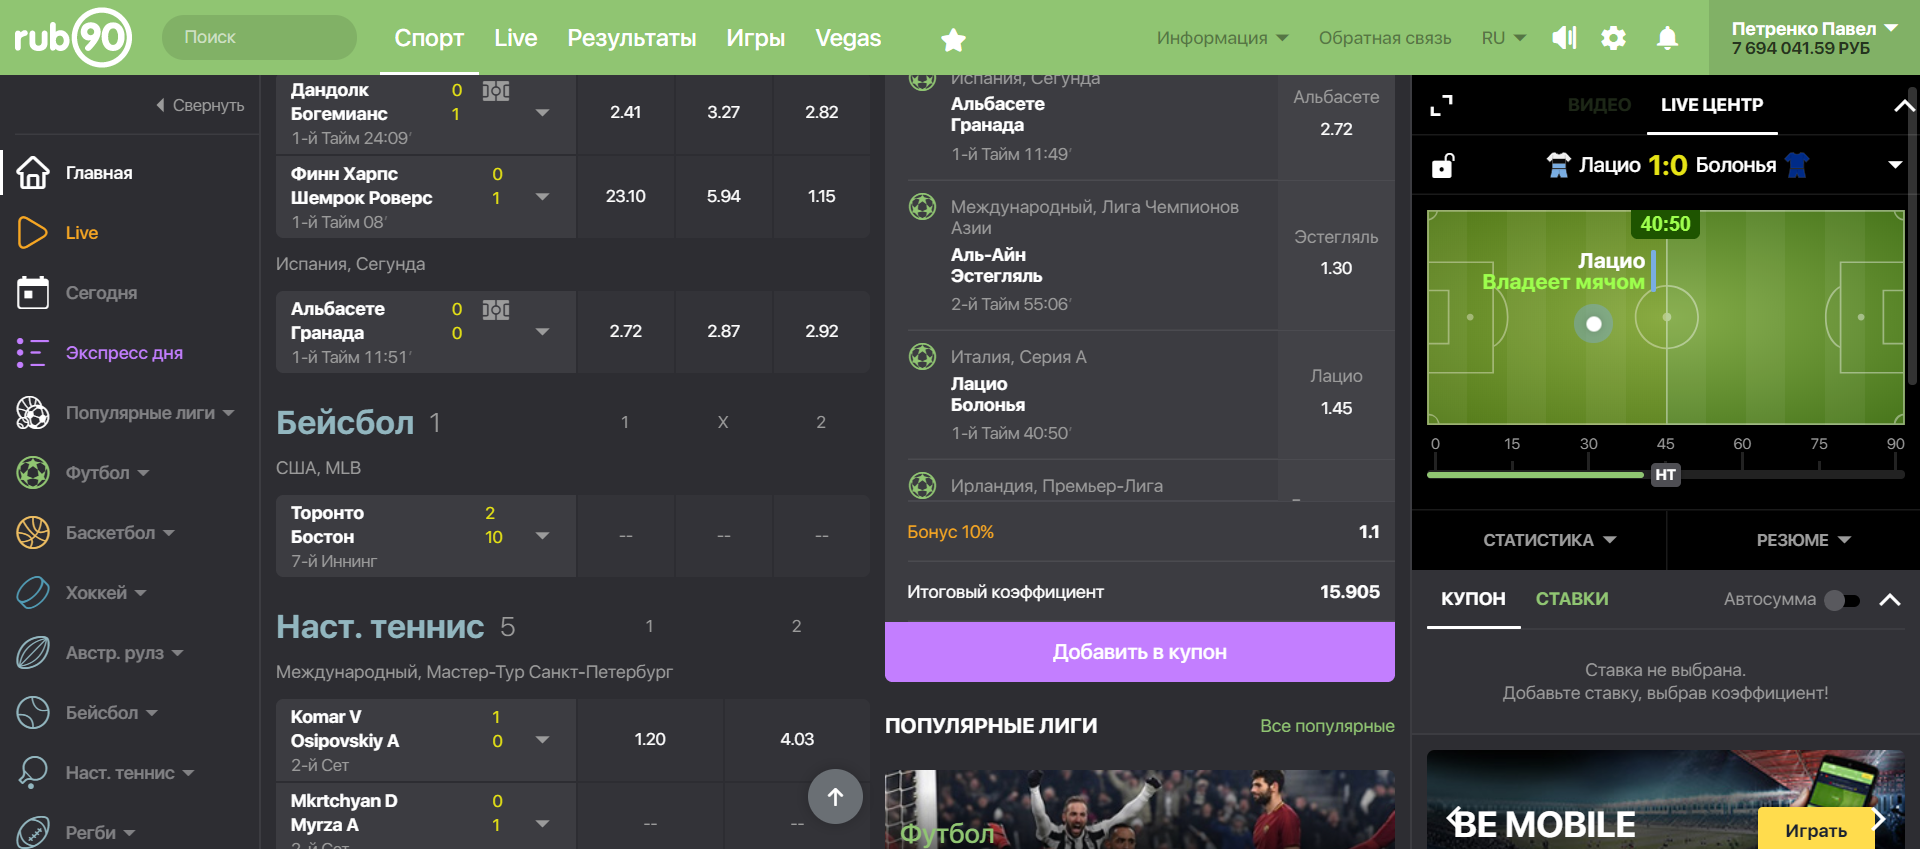 rub90
Поиск
Спорт
Live
Результаты
Игры
Vegas
Информация
Обратная связь
RU
Петренко Павел
7 694 041.59 РУБ
Свернуть
Главная
Live
Сегодня
Экспресс дня
Популярные лиги
Футбол
Баскетбол
Хоккей
Австр. рулз
Бейсбол
Наст. теннис
Регби
Дандолк 0
Богемианс 1
1-й Тайм 24:09'
2.41 3.27 2.82
Финн Харпс 0
Шемрок Роверс 1
1-й Тайм 08'
23.10 5.94 1.15
Испания, Сегунда
Альбасете 0
Гранада 0
1-й Тайм 11:51'
2.72 2.87 2.92
Бейсбол 1 1 X 2
США, MLB
Торонто 2
Бостон 10
7-й Иннинг
-- -- --
Наст. теннис 5 1 2
Международный, Мастер-Тур Санкт-Петербург
Komar V 1
Osipovskiy A 0
2-й Сет
1.20 4.03
Mkrtchyan D 0
Myrza A 1
-- --
Испания, Сегунда
Альбасете
Гранада
1-й Тайм 11:49'
Альбасете
2.72
Международный, Лига Чемпионов
Азии
Аль-Айн
Эстегляль
2-й Тайм 55:06'
Эстегляль
1.30
Италия, Серия А
Лацио
Болонья
1-й Тайм 40:50'
Лацио
1.45
Ирландия, Премьер-Лига
Бонус 10% 1.1
Итоговый коэффициент 15.905
Добавить в купон
ПОПУЛЯРНЫЕ ЛИГИ
Все популярные
Футбол
ВИДЕО
LIVE ЦЕНТР
Лацио 1:0 Болонья
40:50
Лацио
Владеет мячом
0 15 30 45 60 75 90
HT
СТАТИСТИКА
РЕЗЮМЕ
КУПОН
СТАВКИ
Автосумма
Ставка не выбрана.
Добавьте ставку, выбрав коэффициент!
BE MOBILE
Играть